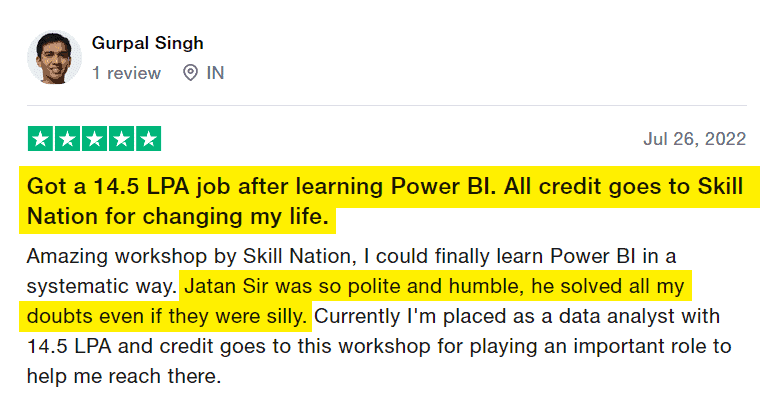 Gurpal Singh
1 review IN
Jul 26, 2022
Got a 14.5 LPA job after learning Power BI. All credit goes to Skill
Nation for changing my life.
Amazing workshop by Skill Nation, I could finally learn Power BI in a
systematic way. Jatan Sir was so polite and humble, he solved all my
doubts even if they were silly. Currently I'm placed as a data analyst with
14.5 LPA and credit goes to this workshop for playing an important role to
help me reach there.